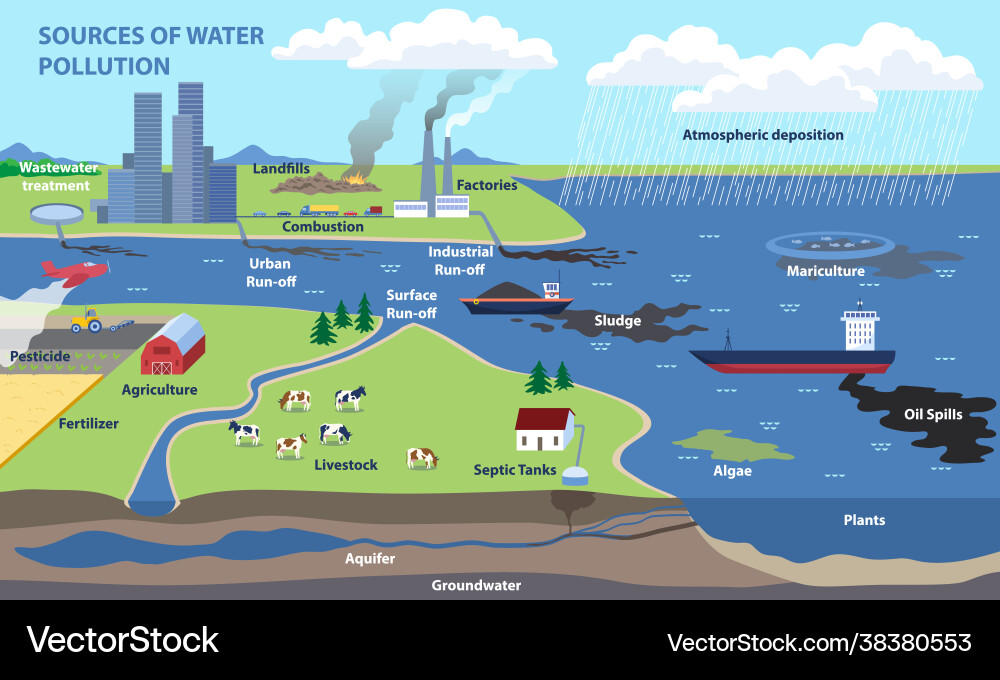 SOURCES OF WATER
POLLUTION
Atmospheric deposition
Wastewater
treatment
Landfills
Factories
Combustion
Urban
Run-off
Industrial
Run-off
Mariculture
Surface
Run-off
Sludge
Pesticide
Agriculture
Fertilizer
Oil Spills
Livestock
Septic Tanks
Algae
Plants
Aquifer
Groundwater
VectorStock
VectorStock.com/38380553